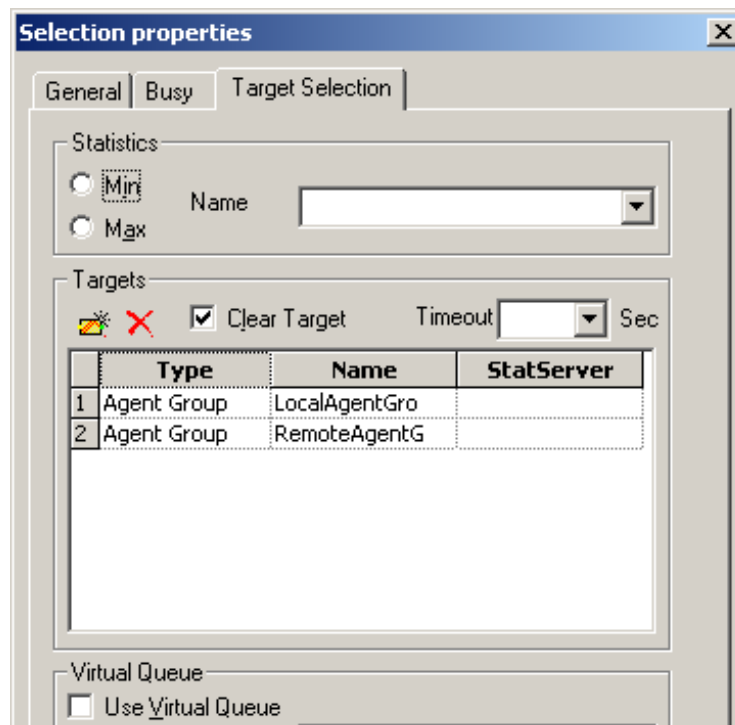 Selection properties
General Busy Target Selection
Statistics
Min
Name
Max
Targets
Clear Target Timeout Sec
Type Name StatServer
1 Agent Group LocalAgentGro
2 Agent Group RemoteAgentG
Virtual Queue
Use Virtual Queue